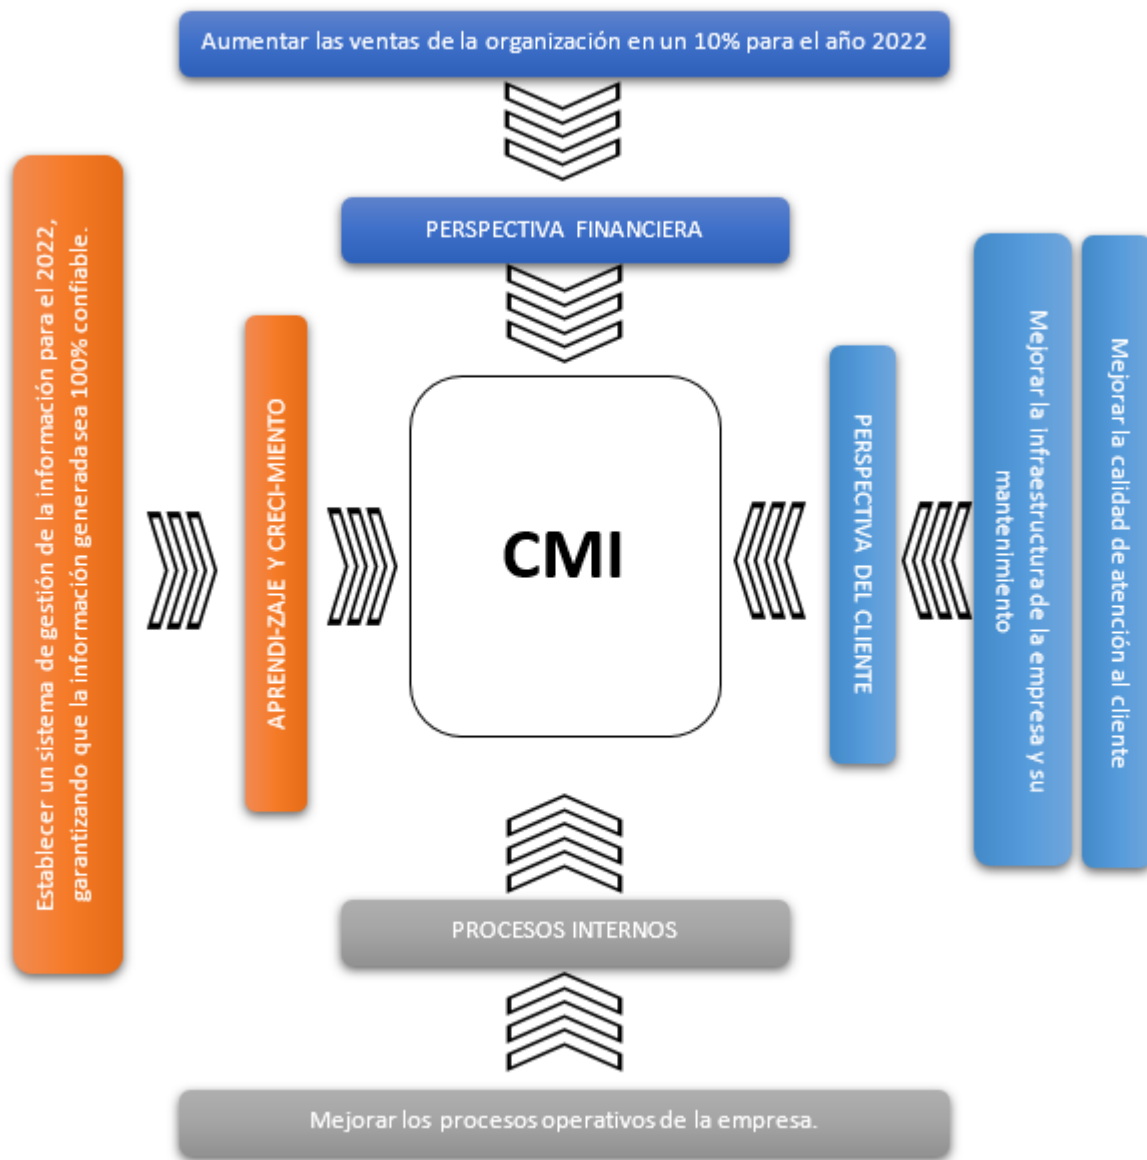 Aumentar las ventas de la organización en un 10% para el año 2022
PERSPECTIVA FINANCIERA
Establecer un sistema de gestión de la información para el 2022,
garantizando que la información generada sea 100% confiable.
APRENDI-ZAJE Y CRECI-MIENTO
CMI
PERSPECTIVA DEL CLIENTE
Mejorar la infraestructura de la empresa y su
mantenimiento
Mejorar la calidad de atención al cliente
PROCESOS INTERNOS
Mejorar los procesos operativos de la empresa.